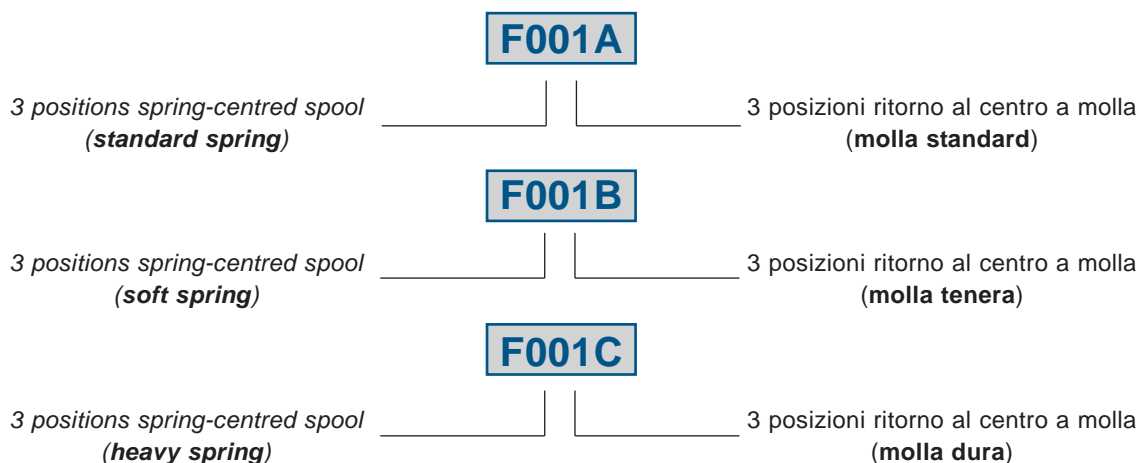 F001A
3 positions spring-centred spool
(standard spring)
3 posizioni ritorno al centro a molla
(molla standard)
F001B
3 positions spring-centred spool
(soft spring)
3 posizioni ritorno al centro a molla
(molla tenera)
F001C
3 positions spring-centred spool
(heavy spring)
3 posizioni ritorno al centro a molla
(molla dura)